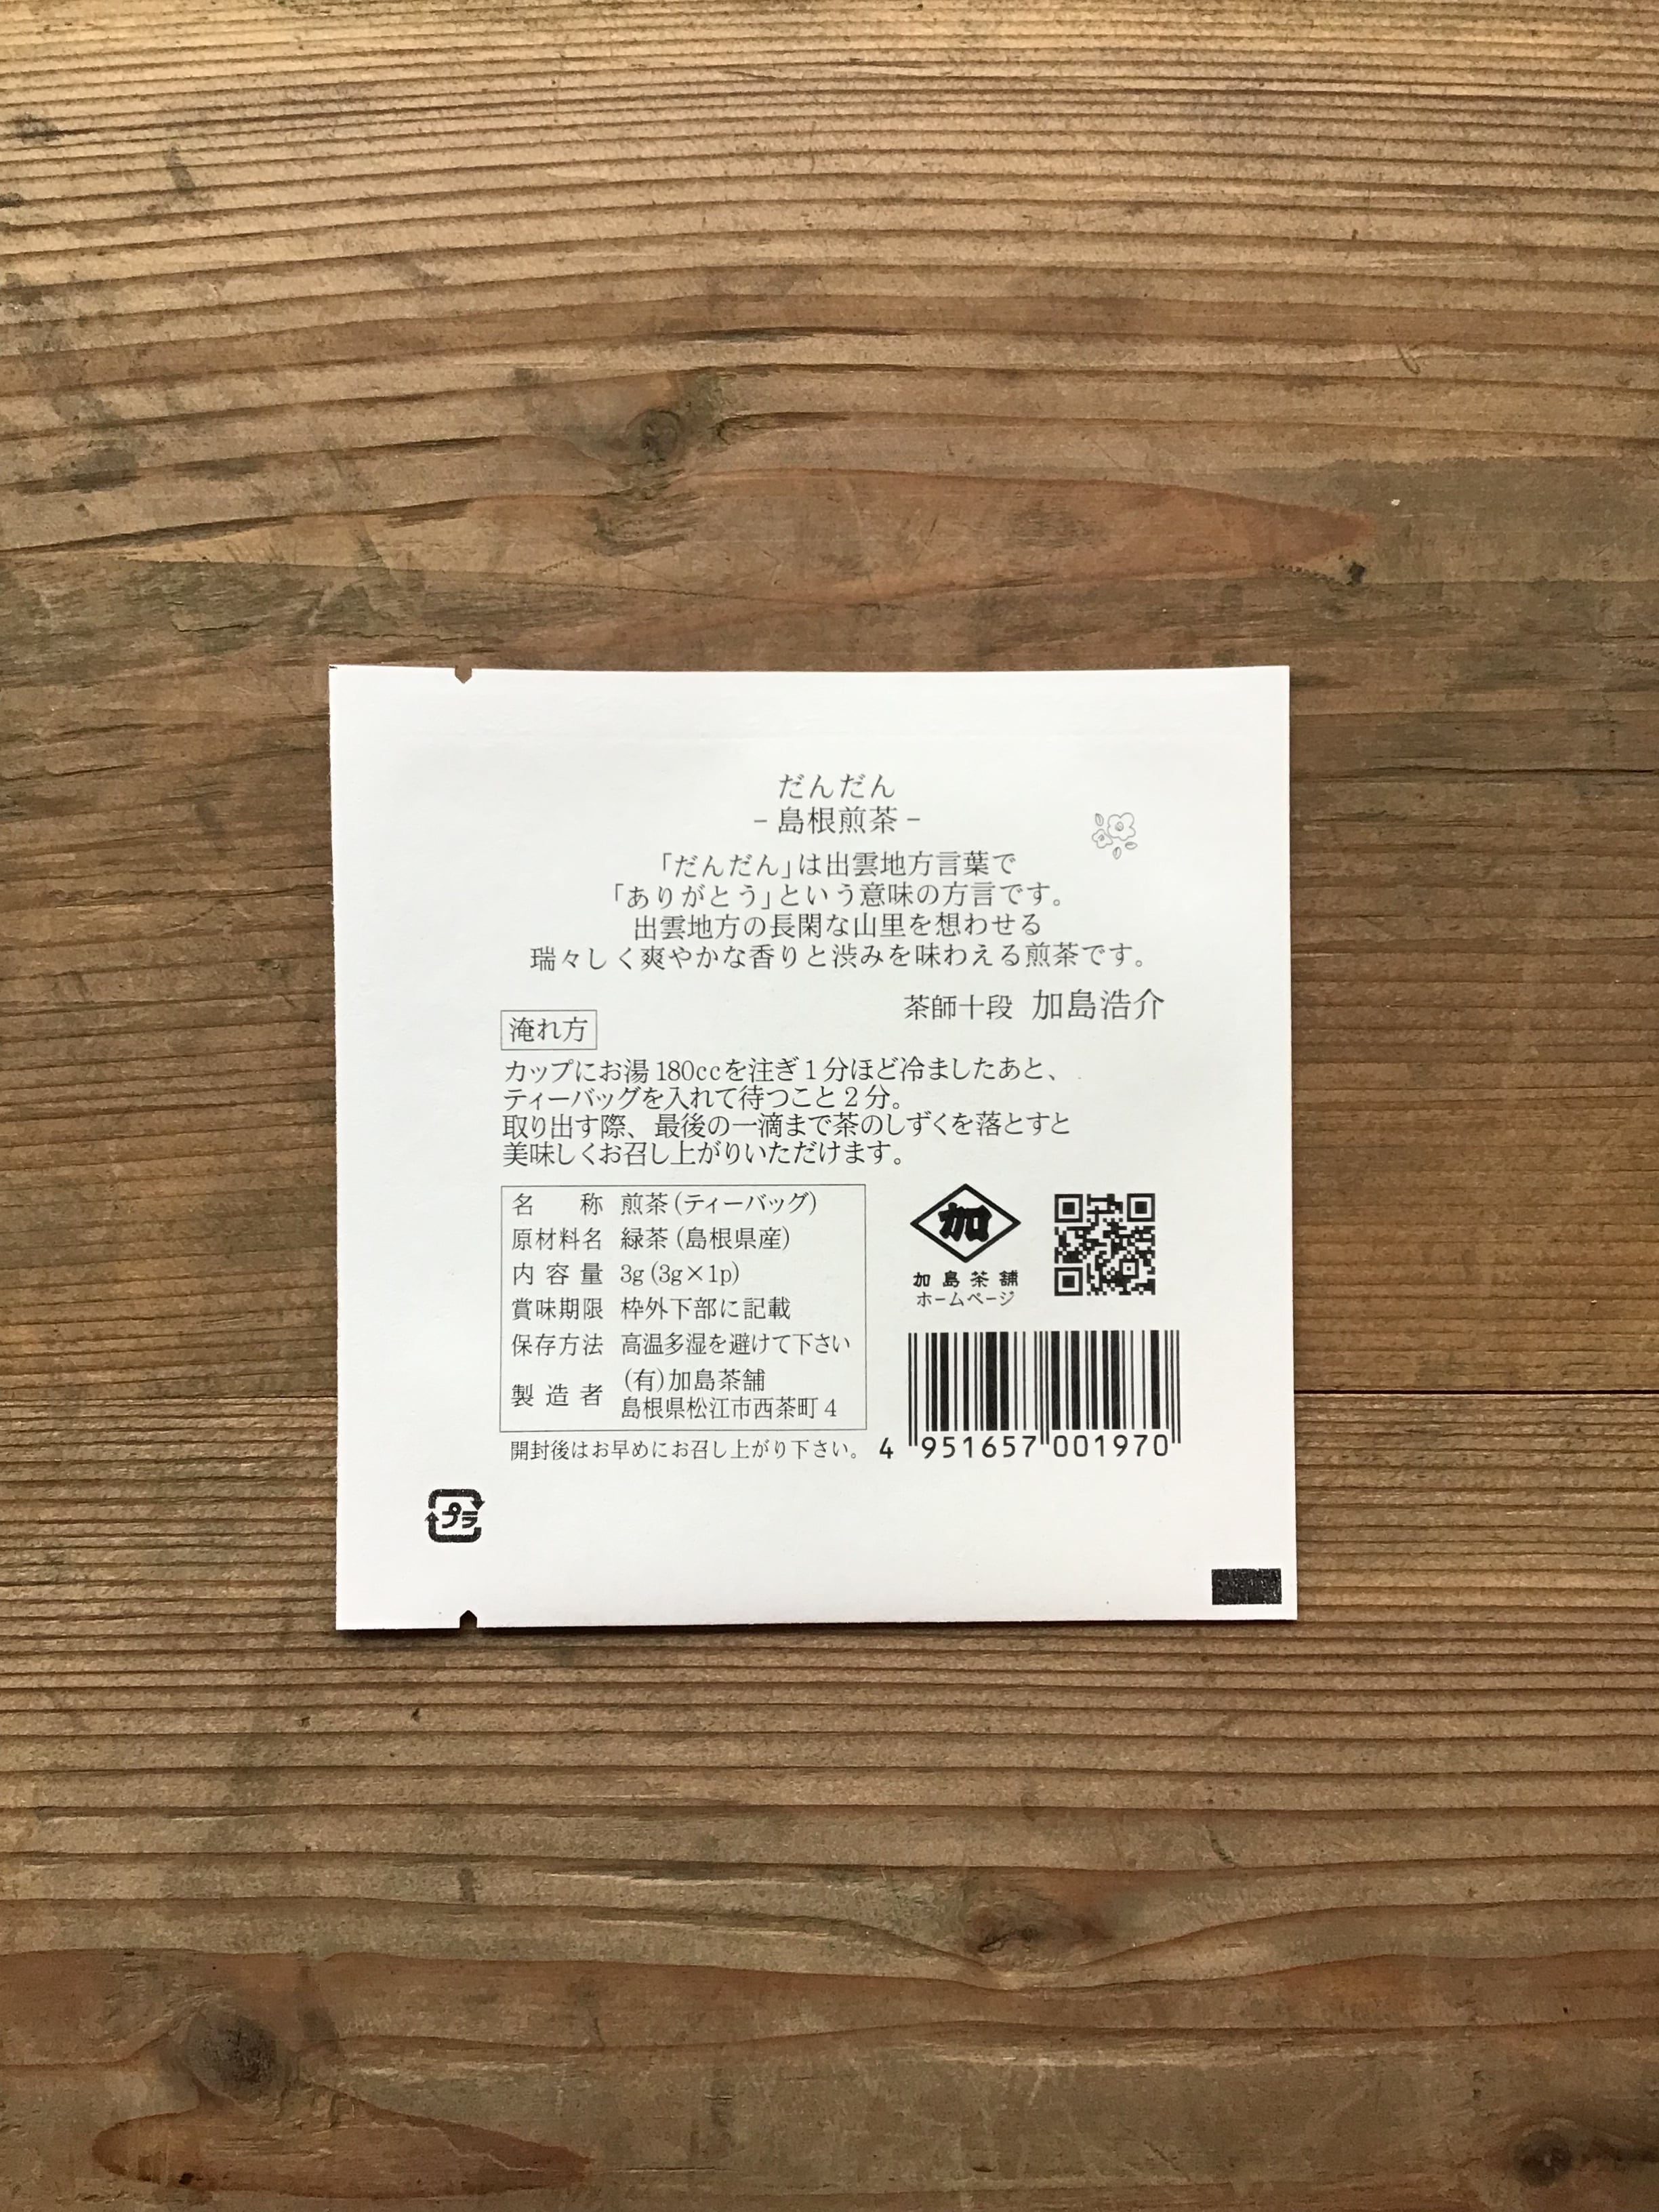 だんだん
– 島根煎茶 –
「だんだん」は出雲地方言葉で
「ありがとう」という意味の方言です。
出雲地方の長閑な山里を想わせる
瑞々しく爽やかな香りと渋みを味わえる煎茶です。
茶師十段 加島浩介
淹れ方
カップにお湯180ccを注ぎ1分ほど冷ましたあと、
ティーバッグを入れて待つこと2分。
取り出す際、最後の一滴まで茶のしずくを落とすと
美味しくお召し上がりいただけます。
名 称 煎茶(ティーバッグ)
原材料名 緑茶(島根県産)
内容量 3g(3g×1p)
賞味期限 枠外下部に記載
保存方法 高温多湿を避けて下さい
製造者 (有)加島茶舗
島根県松江市西茶町4
開封後はお早めにお召し上がり下さい。
加
加島茶舗
ホームページ
4 951657 001970
プラ